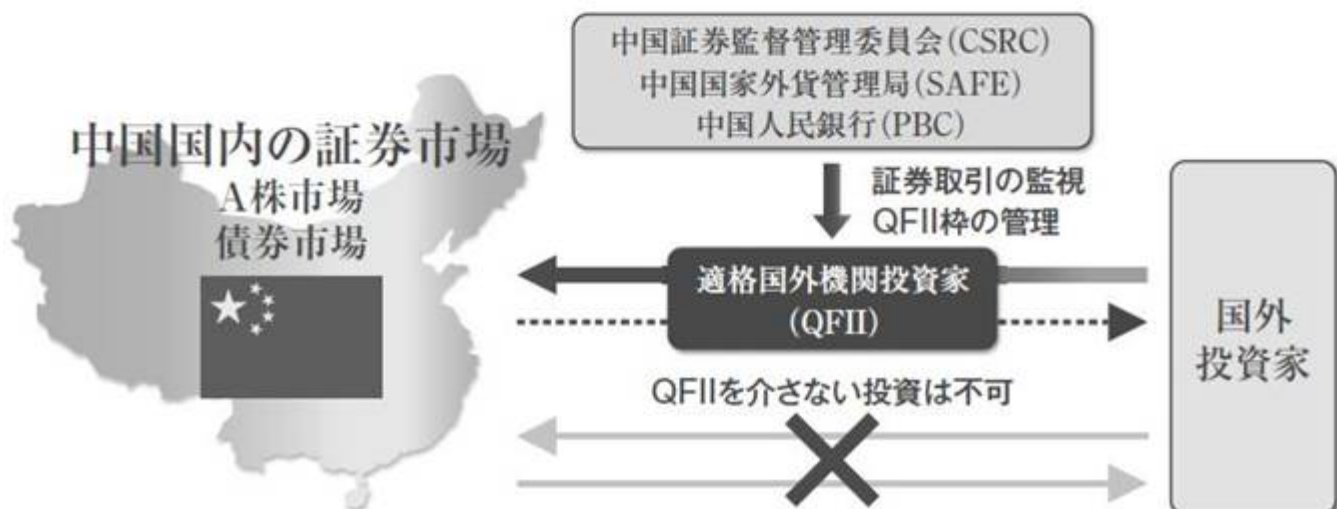 中国証券監督管理委員会(CSRC)
中国国家外貨管理局(SAFE)
中国人民銀行(PBC)
中国国内の証券市場
A株市場
債券市場
証券取引の監視
QFII枠の管理
適格国外機関投資家
(QFII)
国外
投資家
QFIIを介さない投資は不可